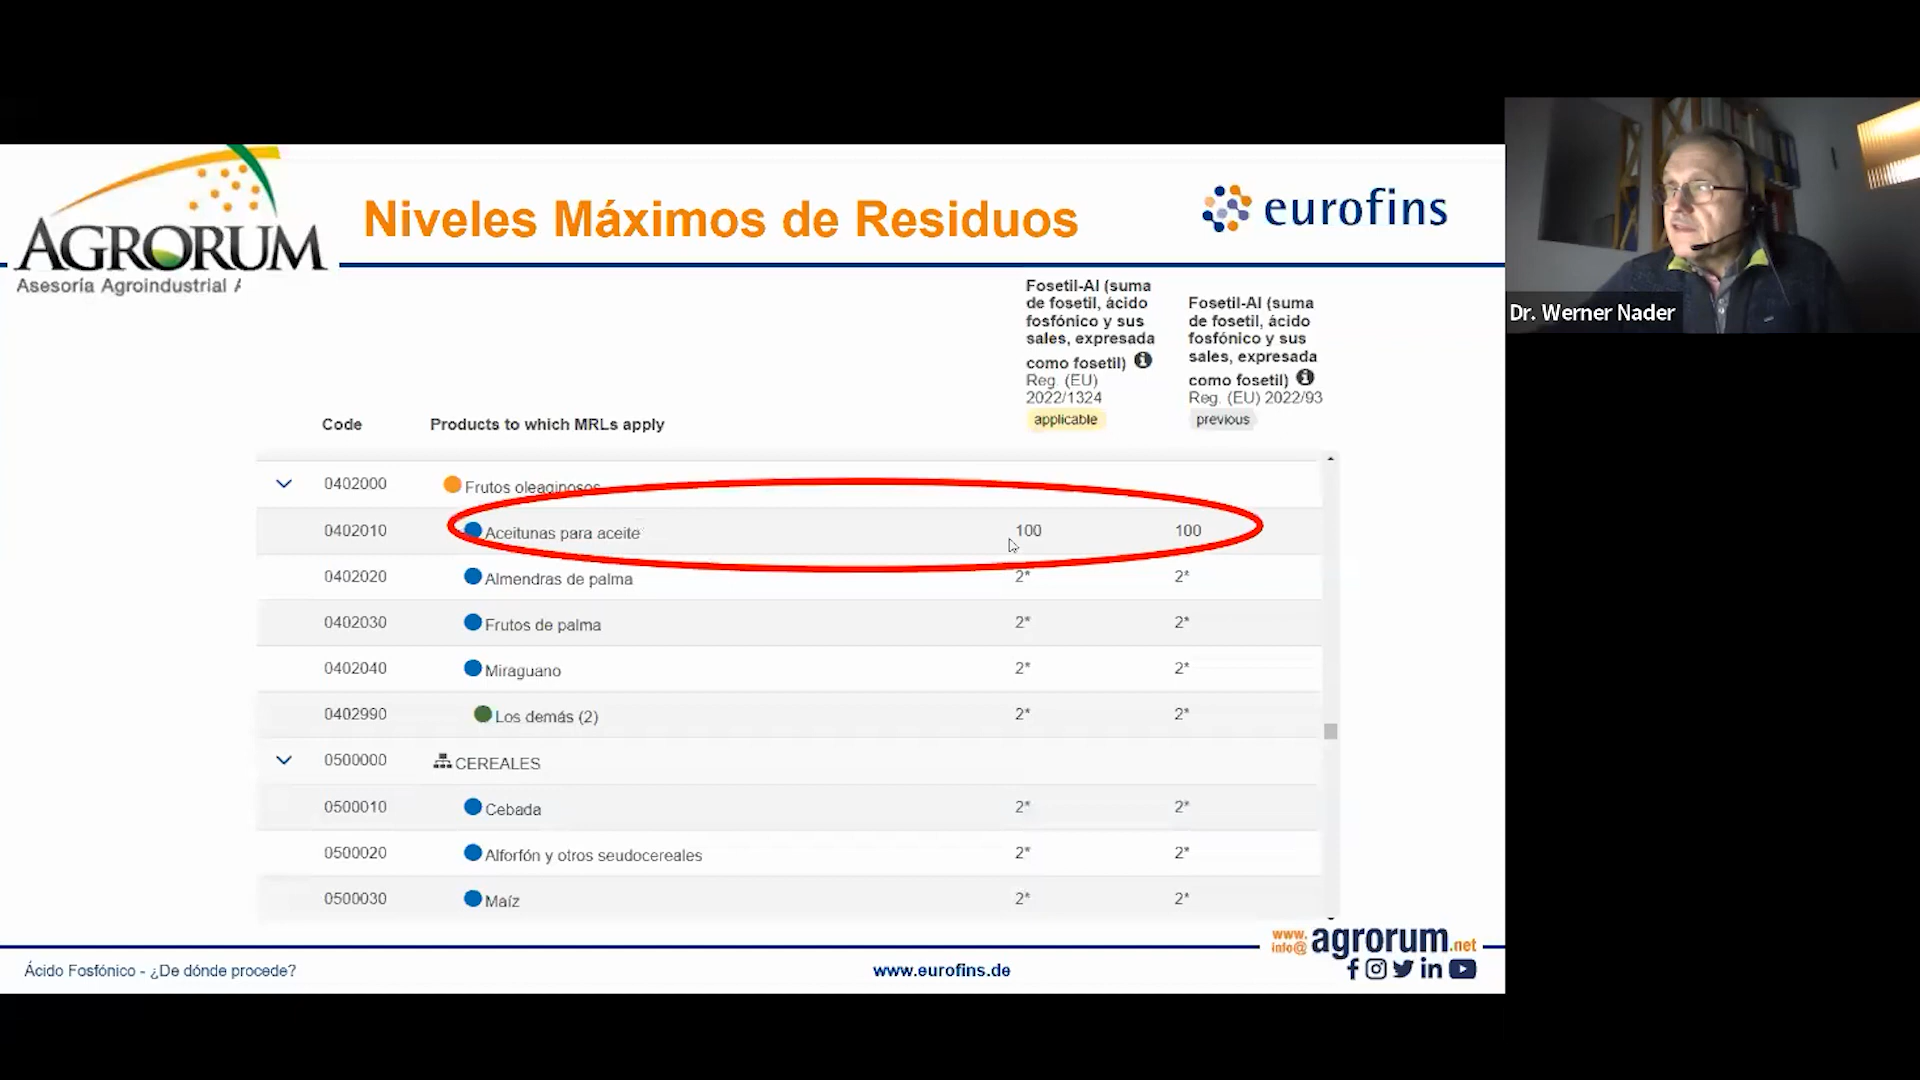 AGRORUM
Asesoría Agroindustrial
Niveles Máximos de Residuos
eurofins
Dr. Werner Nader
Fosetil-Al (suma
de fosetil, ácido
fosfónico y sus
sales, expresada
como fosetil)
Reg. (EU)
2022/1324
applicable
Fosetil-Al (suma
de fosetil, ácido
fosfónico y sus
sales, expresada
como fosetil)
Reg. (EU) 2022/93
previous
Code Products to which MRLs apply
0402000 Frutos oleaginosos
0402010 Aceitunas para aceite 100 100
0402020 Almendras de palma 2* 2*
0402030 Frutos de palma 2* 2*
0402040 Miraguano 2* 2*
0402990 Los demás (2) 2* 2*
0500000 CEREALES
0500010 Cebada 2* 2*
0500020 Alforfón y otros seudocereales 2* 2*
0500030 Maíz 2* 2*
www.
info@ agrorum.net
Ácido Fosfónico - ¿De dónde procede? www.eurofins.de